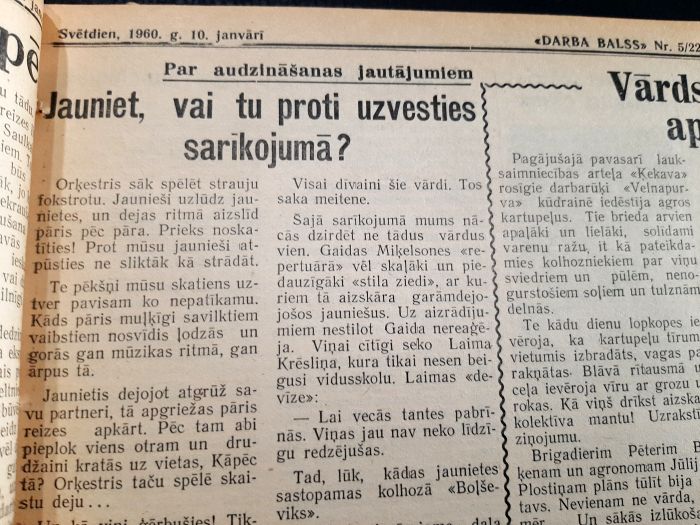 Svētdien, 1960. g. 10. janvārī
«DARBA BALSS» Nr. 5/22
Par audzināšanas jautājumiem
Jauniet, vai tu proti uzvesties
sarīkojumā?
Orķestris sāk spēlēt strauju
fokstrotu. Jaunieši uzlūdz jau-
nietes, un dejas ritmā aizslīd
pāris pēc pāra. Prieks noska-
tīties! Prot mūsu jaunieši at-
pūsties ne sliktāk kā strādāt.
Te pēkšņi mūsu skatiens uz-
tver pavisam ko nepatīkamu.
Kāds pāris muļķīgi savilktiem
vaibstiem nosvīdis ļodzās un
gorās gan mūzikas ritmā, gan
ārpus tā.
Jaunietis dejojot atgrūž sa-
vu partneri, tā apgriežas pāris
reizes apkārt. Pēc tam abi
pieplok viens otram un dru-
džaini kratās uz vietas, Kāpēc
tā? Orķestris taču spēlē skai-
stu deju...
Visai dīvaini šie vārdi. Tos
saka meitene.
Sajā sarīkojumā mums nā-
cās dzirdēt ne tādus vārdus
vien. Gaidas Miķelsones «re-
pertuārā» vēl skaļāki un pie-
dauzīgāki «stila ziedi», ar ku-
riem tā aizskāra garāmdejo-
jošos jauniešus. Uz aizrādīju-
miem nestilot Gaida nereaģē-
ja. Viņai cītīgi seko Laima
Krēsliņa, kura tikai nesen bei-
gusi vidusskolu. Laimas «de-
vīze»:
— Lai vecās tantes pabrī-
nās. Viņas jau nav neko līdzī-
gu redzējušas.
Tad, lūk, kādas jaunietes
sastopamas kolhozā «Boļše-
viks».
Vārds
ap
Pagājušajā pavasarī lauk-
saimniecības arteļa «Ķekava»
rosīgie darbarūķi «Velnapur-
va» kūdrainē iedēstīja agros
kartupeļus. Tie brieda arvien
apaļāki un lielāki, solīdami
varenu ražu, it kā pateikda-
mies kolhozniekiem par viņu
sviedriem un pūlēm, neno-
gurstošiem soļiem un tulznām
delnās.
Te kādu dienu lopkopes ie-
vēroja, ka kartupeļu tīrum
vietumis izbradāts, vagas pa
rakņātas. Blāvā rītausmā u
ceļa ievēroja vīru ar grozu u
rokas. Kā viņš drīkst aizska
kolektīva mantu! Uzrakstī
ziņojumu.
Brigadierim Pēterim B
ķenam un agronomam Jūlij
Plostiņam plāns tūlīt bija
tavs. Nevienam ne vārda,